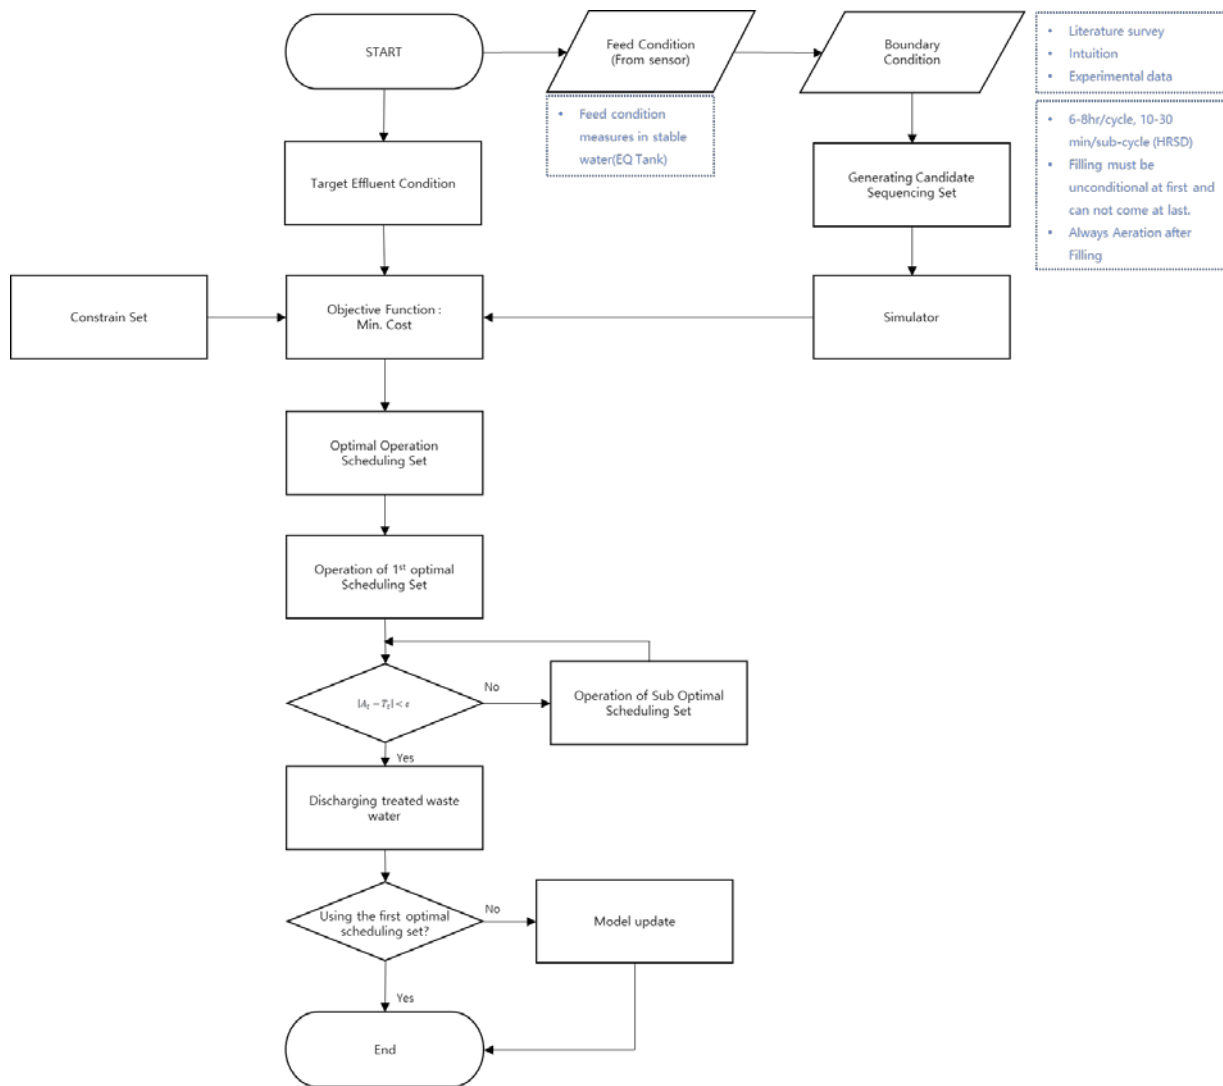 START
Feed Condition
(From sensor)
Boundary
Condition
• Literature survey
• Intuition
• Experimental data
• Feed condition
measures in stable
water(EQ Tank)
• 6-8hr/cycle, 10-30
min/sub-cycle (HRSD)
• Filling must be
unconditional at first and
can not come at last.
• Always Aeration after
Filling
Target Effluent Condition
Generating Candidate
Sequencing Set
Constrain Set
Objective Function :
Min. Cost
Simulator
Optimal Operation
Scheduling Set
Operation of 1st optimal
Scheduling Set
|At − Tt| < ε
No
Operation of Sub Optimal
Scheduling Set
Yes
Discharging treated waste
water
Using the first optimal
scheduling set?
No
Model update
Yes
End